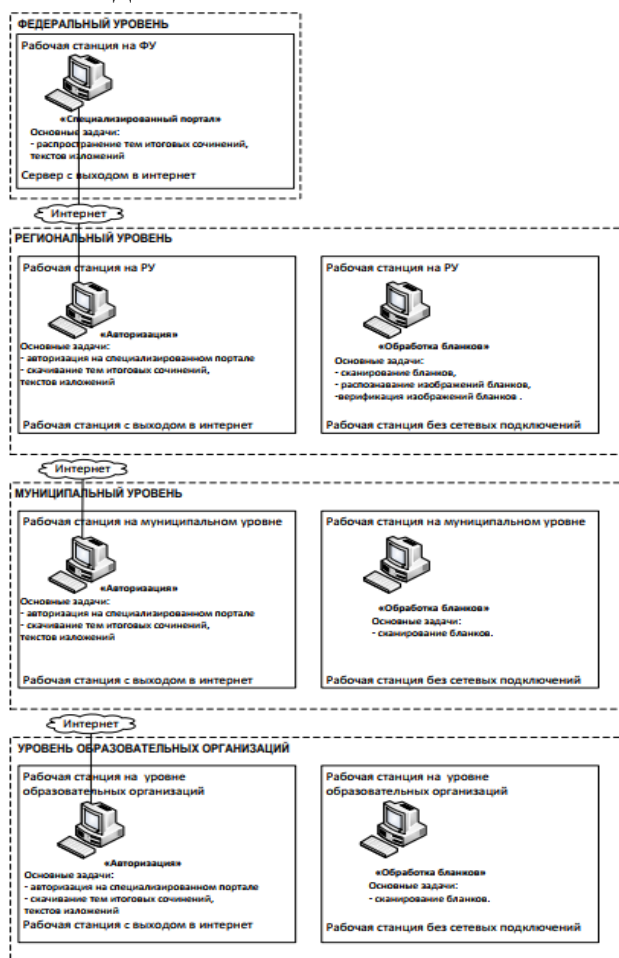 ФЕДЕРАЛЬНЫЙ УРОВЕНЬ
Рабочая станция на ФУ
«Специализированный портал»
Основные задачи:
- распространение тем итоговых сочинений,
текстов изложений
Сервер с выходом в интернет
Интернет
РЕГИОНАЛЬНЫЙ УРОВЕНЬ
Рабочая станция на РУ
«Авторизация»
Основные задачи:
- авторизация на специализированном портале
- скачивание тем итоговых сочинений,
текстов изложений
Рабочая станция с выходом в интернет
Рабочая станция на РУ
«Обработка бланков»
Основные задачи:
- сканирование бланков,
- распознавание изображений бланков,
-верификация изображений бланков .
Рабочая станция без сетевых подключений
Интернет
МУНИЦИПАЛЬНЫЙ УРОВЕНЬ
Рабочая станция на муниципальном уровне
«Авторизация»
Основные задачи:
- авторизация на специализированном портале
- скачивание тем итоговых сочинений,
текстов изложений
Рабочая станция с выходом в интернет
Рабочая станция на муниципальном уровне
«Обработка бланков»
Основные задачи:
- сканирование бланков.
Рабочая станция без сетевых подключений
Интернет
УРОВЕНЬ ОБРАЗОВАТЕЛЬНЫХ ОРГАНИЗАЦИЙ
Рабочая станция на уровне
образовательных организаций
«Авторизация»
Основные задачи:
- авторизация на специализированном портале
- скачивание тем итоговых сочинений,
текстов изложений
Рабочая станция с выходом в интернет
Рабочая станция на уровне
образовательных организаций
«Обработка бланков»
Основные задачи:
- сканирование бланков.
Рабочая станция без сетевых подключений